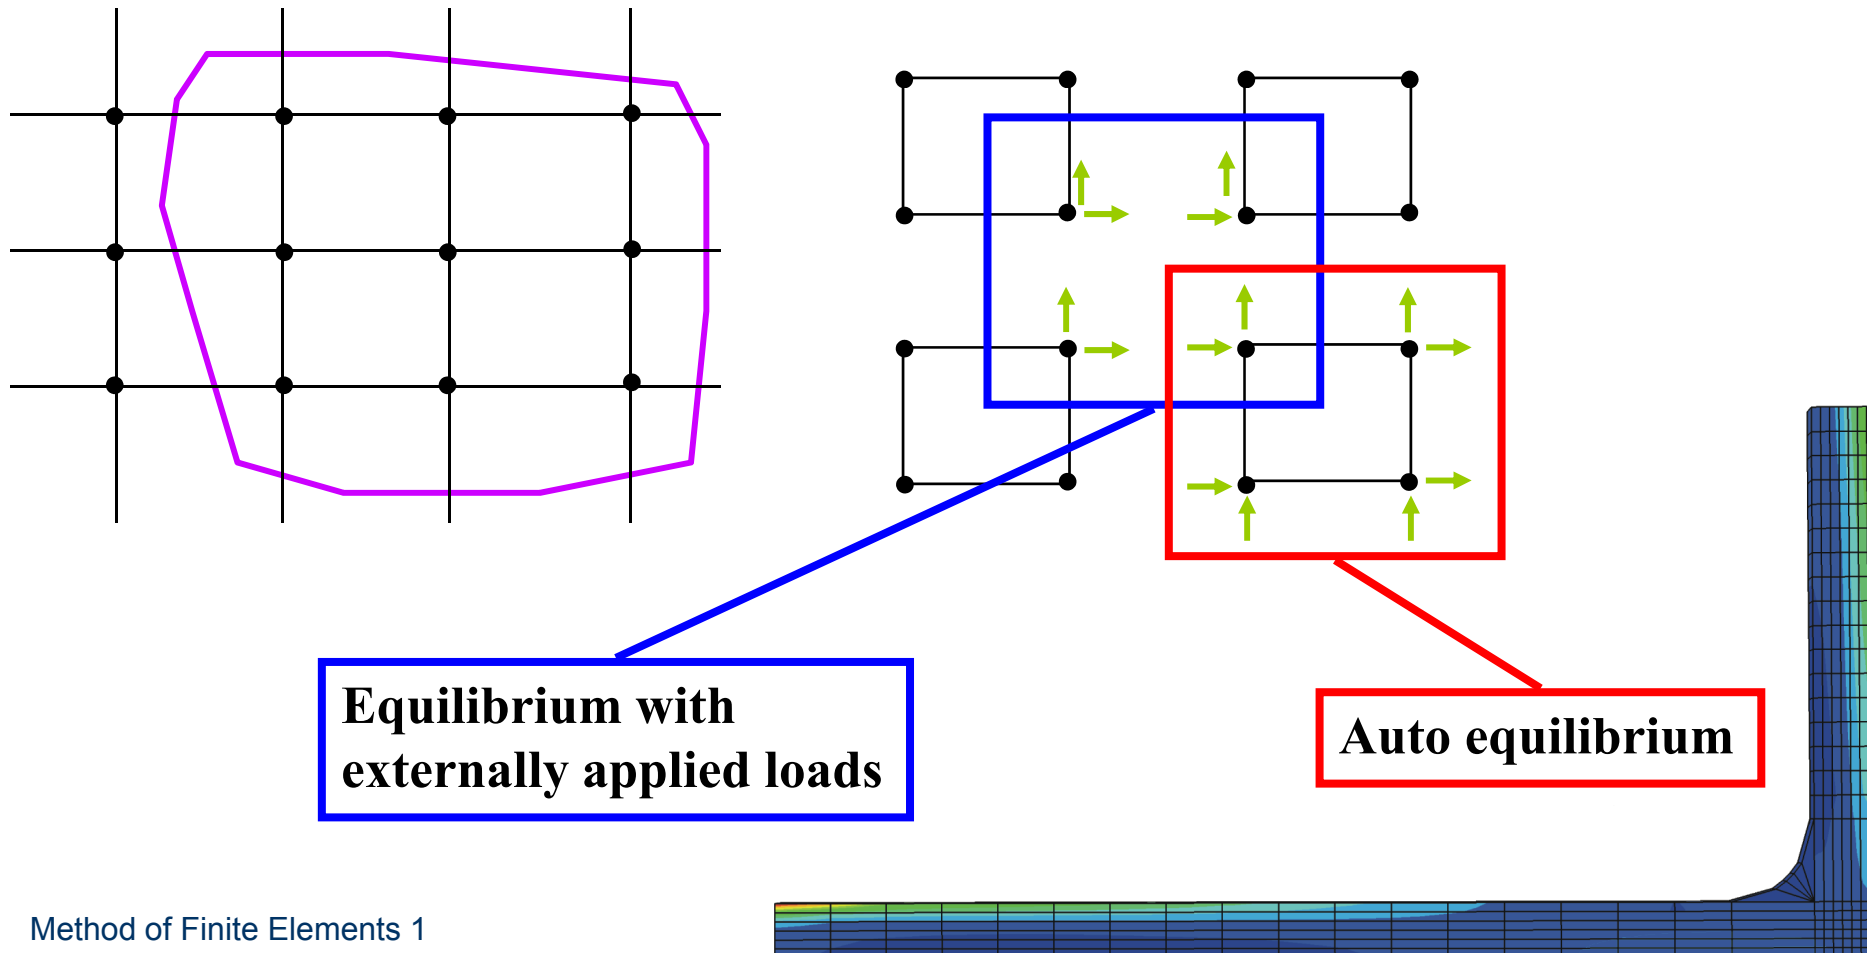 Equilibrium with
externally applied loads
Auto equilibrium
Method of Finite Elements 1